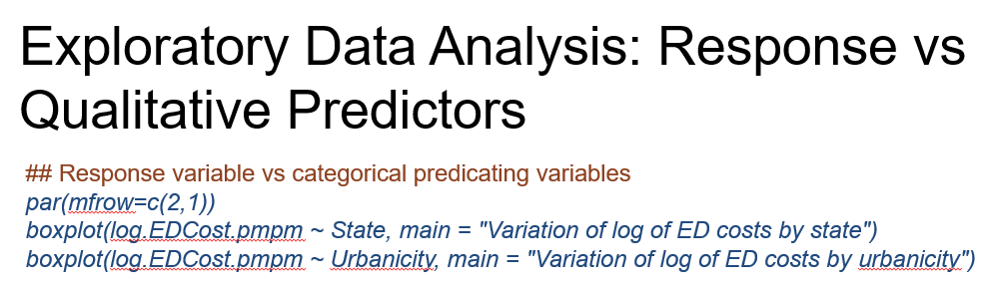 Exploratory Data Analysis: Response vs
Qualitative Predictors
## Response variable vs categorical predicating variables
par(mfrow=c(2,1))
boxplot(log.EDCost.pmpm ~ State, main = "Variation of log of ED costs by state")
boxplot(log.EDCost.pmpm ~ Urbanicity, main = "Variation of log of ED costs by urbanicity")